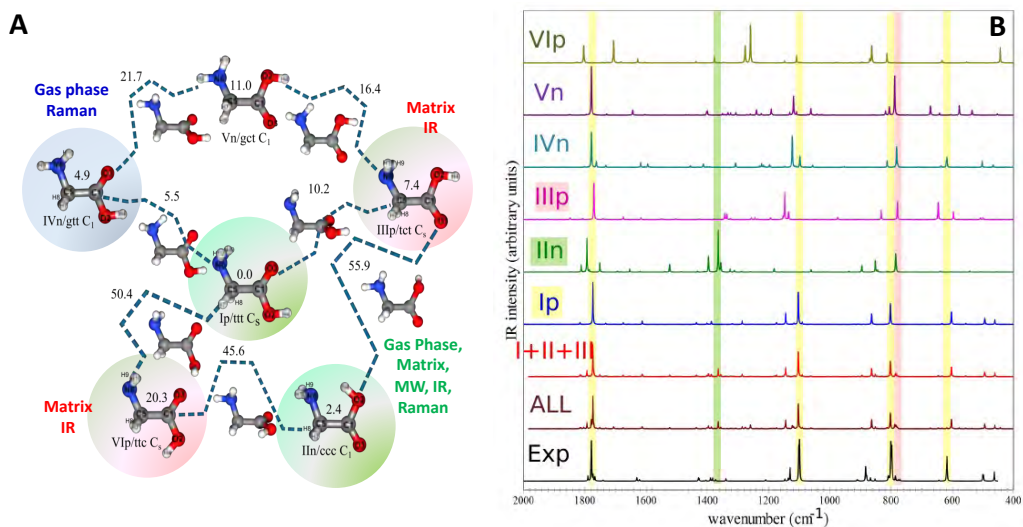 A
21.7
11.0
16.4
Gas phase
Raman
Vn/gct C1
Matrix
IR
4.9
5.5
10.2
7.4
IVn/gtt C1
IIIp/tct Cs
0.0
55.9
Ip/ttt Cs
50.4
45.6
Gas Phase,
Matrix,
MW, IR,
Raman
Matrix
IR
20.3
2.4
VIp/ttc Cs
IIn/ccc C1
B
IR intensity (arbitrary units)
VIp
Vn
IVn
IIIp
IIn
Ip
I+II+III
ALL
Exp
2000 1800 1600 1400 1200 1000 800 600 400
wavenumber (cm-1)